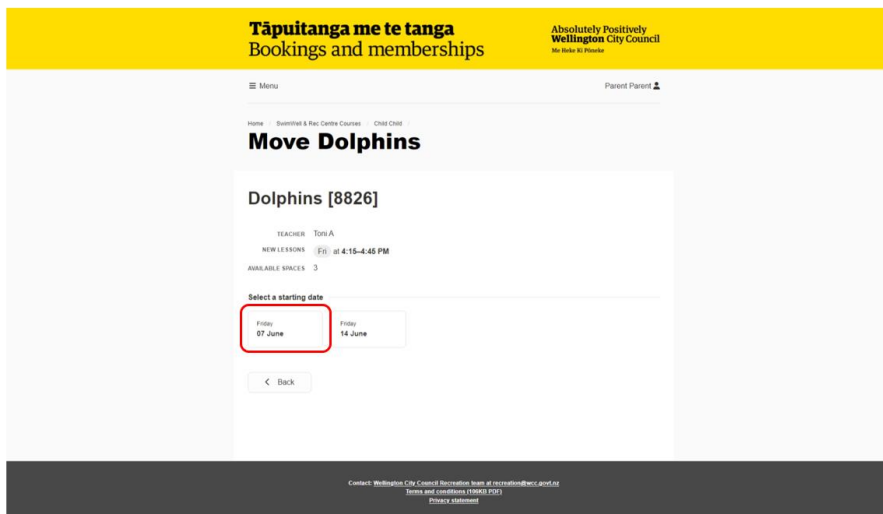 Tāpuitanga me te tanga
Bookings and memberships
Absolutely Positively
Wellington City Council
Me Heke Ki Pōneke
☰ Menu
Parent Parent
Home / SwimWell & Rec Centre Courses / Child Child /
Move Dolphins
Dolphins [8826]
TEACHER Toni A
NEW LESSONS Fri at 4:15–4:45 PM
AVAILABLE SPACES 3
Select a starting date
Friday
07 June
Friday
14 June
< Back
Contact: Wellington City Council Recreation team at recreation@wcc.govt.nz
Terms and conditions (106KB PDF)
Privacy statement